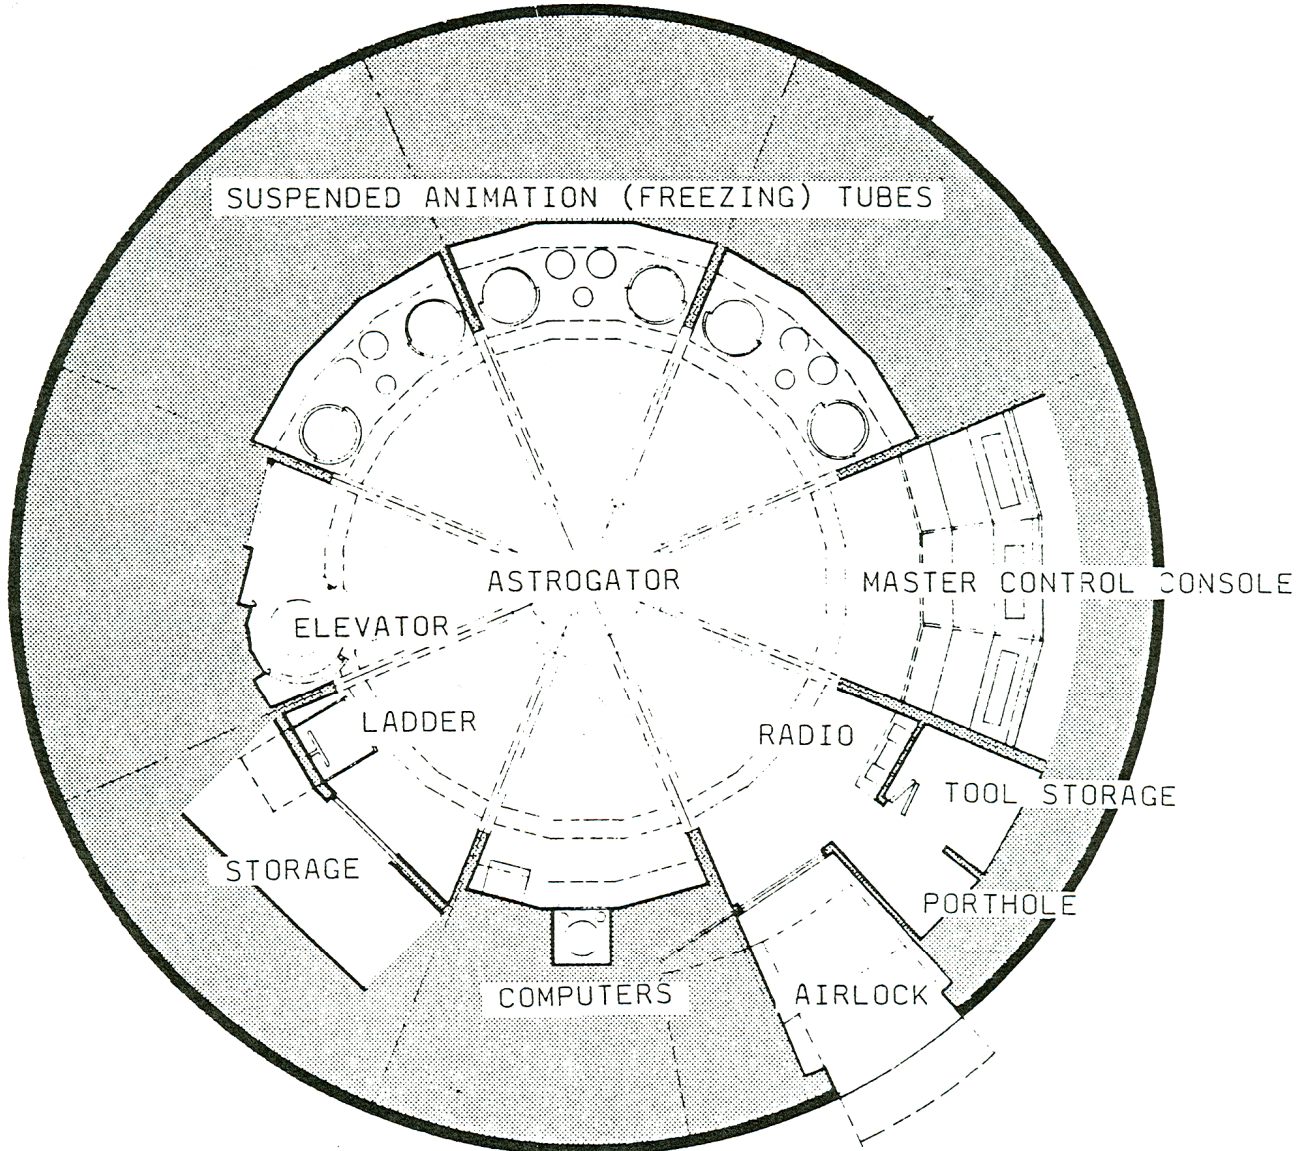 SUSPENDED ANIMATION (FREEZING) TUBES
ASTROGATOR
MASTER CONTROL CONSOLE
ELEVATOR
LADDER
RADIO
TOOL STORAGE
STORAGE
PORTHOLE
COMPUTERS
AIRLOCK